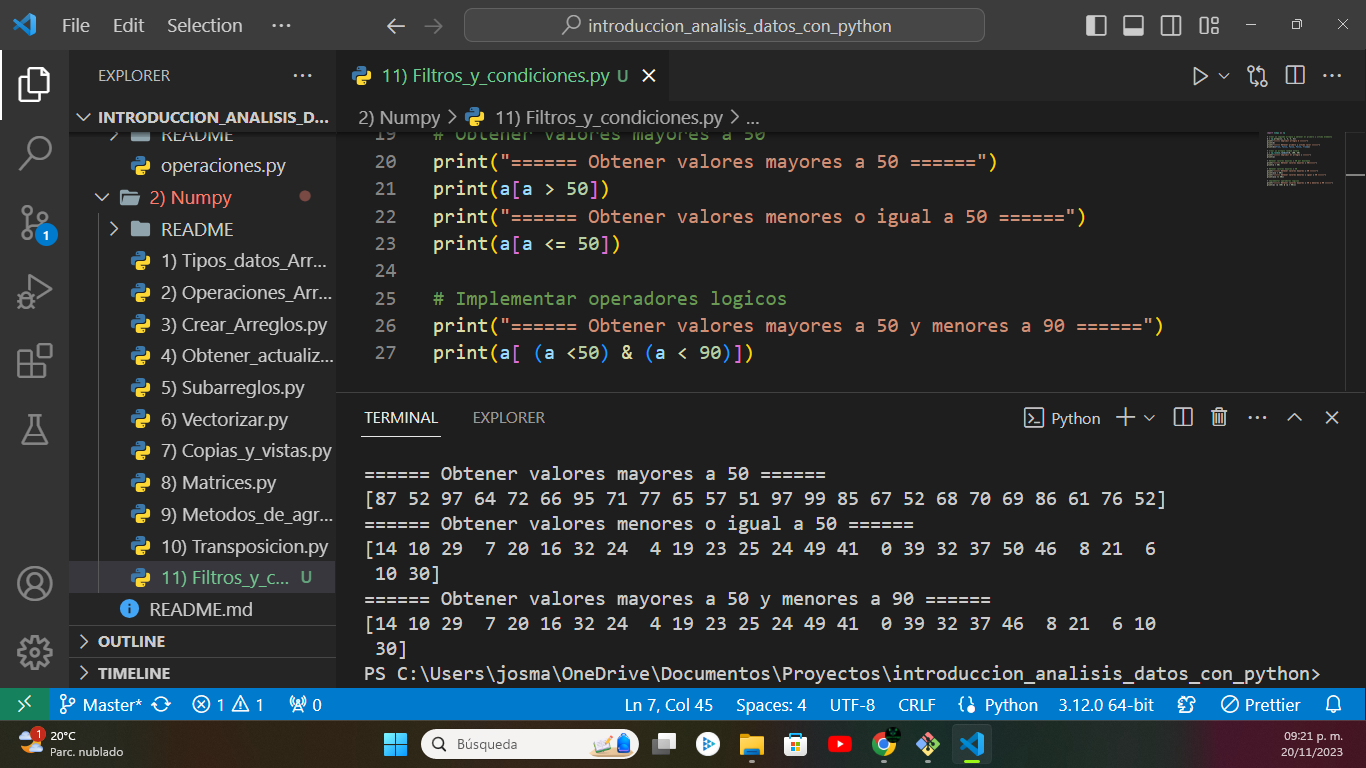 File Edit Selection ···
introduccion_analisis_datos_con_python
EXPLORER
INTRODUCCION_ANALISIS_D...
README
operaciones.py
2) Numpy
README
1) Tipos_datos_Arr...
2) Operaciones_Arr...
3) Crear_Arreglos.py
4) Obtener_actualiz...
5) Subarreglos.py
6) Vectorizar.py
7) Copias_y_vistas.py
8) Matrices.py
9) Metodos_de_agr...
10) Transposicion.py
11) Filtros_y_c... U
README.md
OUTLINE
TIMELINE
1
11) Filtros_y_condiciones.py U
2) Numpy > 11) Filtros_y_condiciones.py > ...
19 # Obtener valores mayores a 50
20 print("====== Obtener valores mayores a 50 ======")
21 print(a[a > 50])
22 print("====== Obtener valores menores o igual a 50 ======")
23 print(a[a <= 50])
24
25 # Implementar operadores logicos
26 print("====== Obtener valores mayores a 50 y menores a 90 ======")
27 print(a[ (a <50) & (a < 90)])
TERMINAL EXPLORER
Python
====== Obtener valores mayores a 50 ======
[87 52 97 64 72 66 95 71 77 65 57 51 97 99 85 67 52 68 70 69 86 61 76 52]
====== Obtener valores menores o igual a 50 ======
[14 10 29  7 20 16 32 24  4 19 23 25 24 49 41  0 39 32 37 50 46  8 21  6
 10 30]
====== Obtener valores mayores a 50 y menores a 90 ======
[14 10 29  7 20 16 32 24  4 19 23 25 24 49 41  0 39 32 37 46  8 21  6 10
 30]
PS C:\Users\josma\OneDrive\Documentos\Proyectos\introduccion_analisis_datos_con_python>
Master* 1 1 0 Ln 7, Col 45 Spaces: 4 UTF-8 CRLF Python 3.12.0 64-bit Prettier
1
20°C
Parc. nublado
Búsqueda
09:21 p. m.
20/11/2023